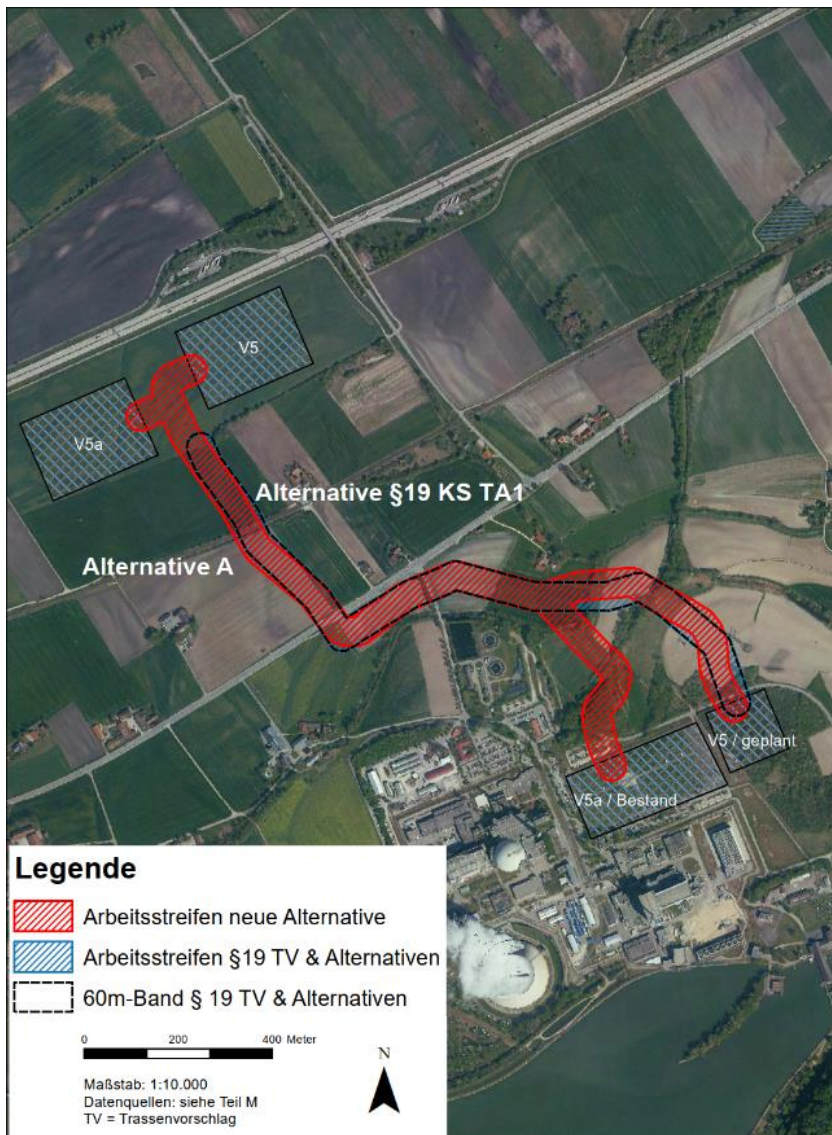 V5
V5a
Alternative §19 KS TA1
Alternative A
V5 / geplant
V5a / Bestand
Legende
Arbeitsstreifen neue Alternative
Arbeitsstreifen §19 TV & Alternativen
60m-Band § 19 TV & Alternativen
0 200 400 Meter
N
Maßstab: 1:10.000
Datenquellen: siehe Teil M
TV = Trassenvorschlag